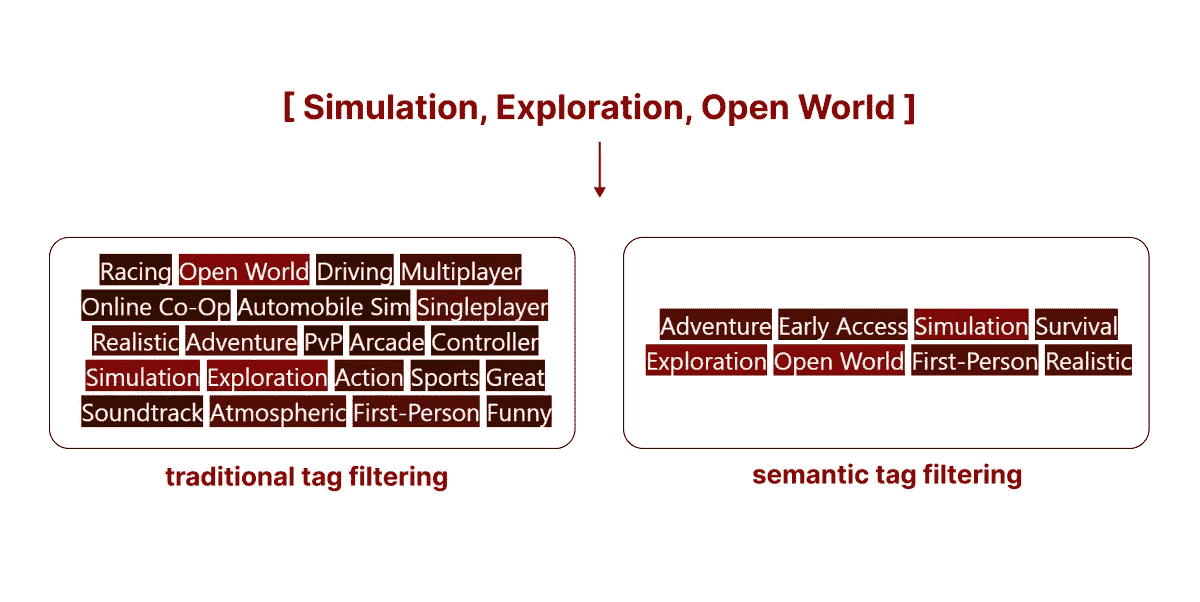 [ Simulation, Exploration, Open World ]
Racing Open World Driving Multiplayer
Online Co-Op Automobile Sim Singleplayer
Realistic Adventure PvP Arcade Controller
Simulation Exploration Action Sports Great
Soundtrack Atmospheric First-Person Funny
traditional tag filtering
Adventure Early Access Simulation Survival
Exploration Open World First-Person Realistic
semantic tag filtering